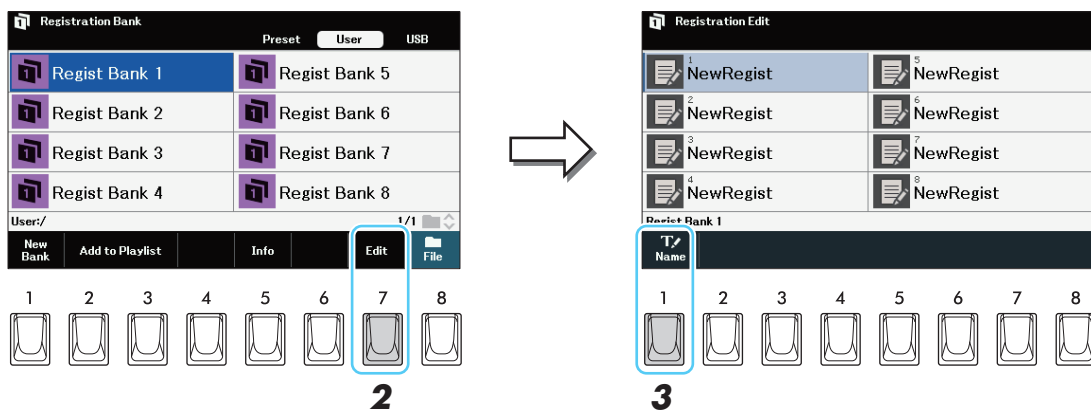 Registration Bank
Preset User USB
Regist Bank 1 Regist Bank 5
Regist Bank 2 Regist Bank 6
Regist Bank 3 Regist Bank 7
Regist Bank 4 Regist Bank 8
User:/ 1/1
New Bank Add to Playlist Info Edit File
1 2 3 4 5 6 7 8
2
Registration Edit
1 NewRegist 5 NewRegist
2 NewRegist 6 NewRegist
3 NewRegist 7 NewRegist
4 NewRegist 8 NewRegist
Regist Bank 1
Name
1 2 3 4 5 6 7 8
3